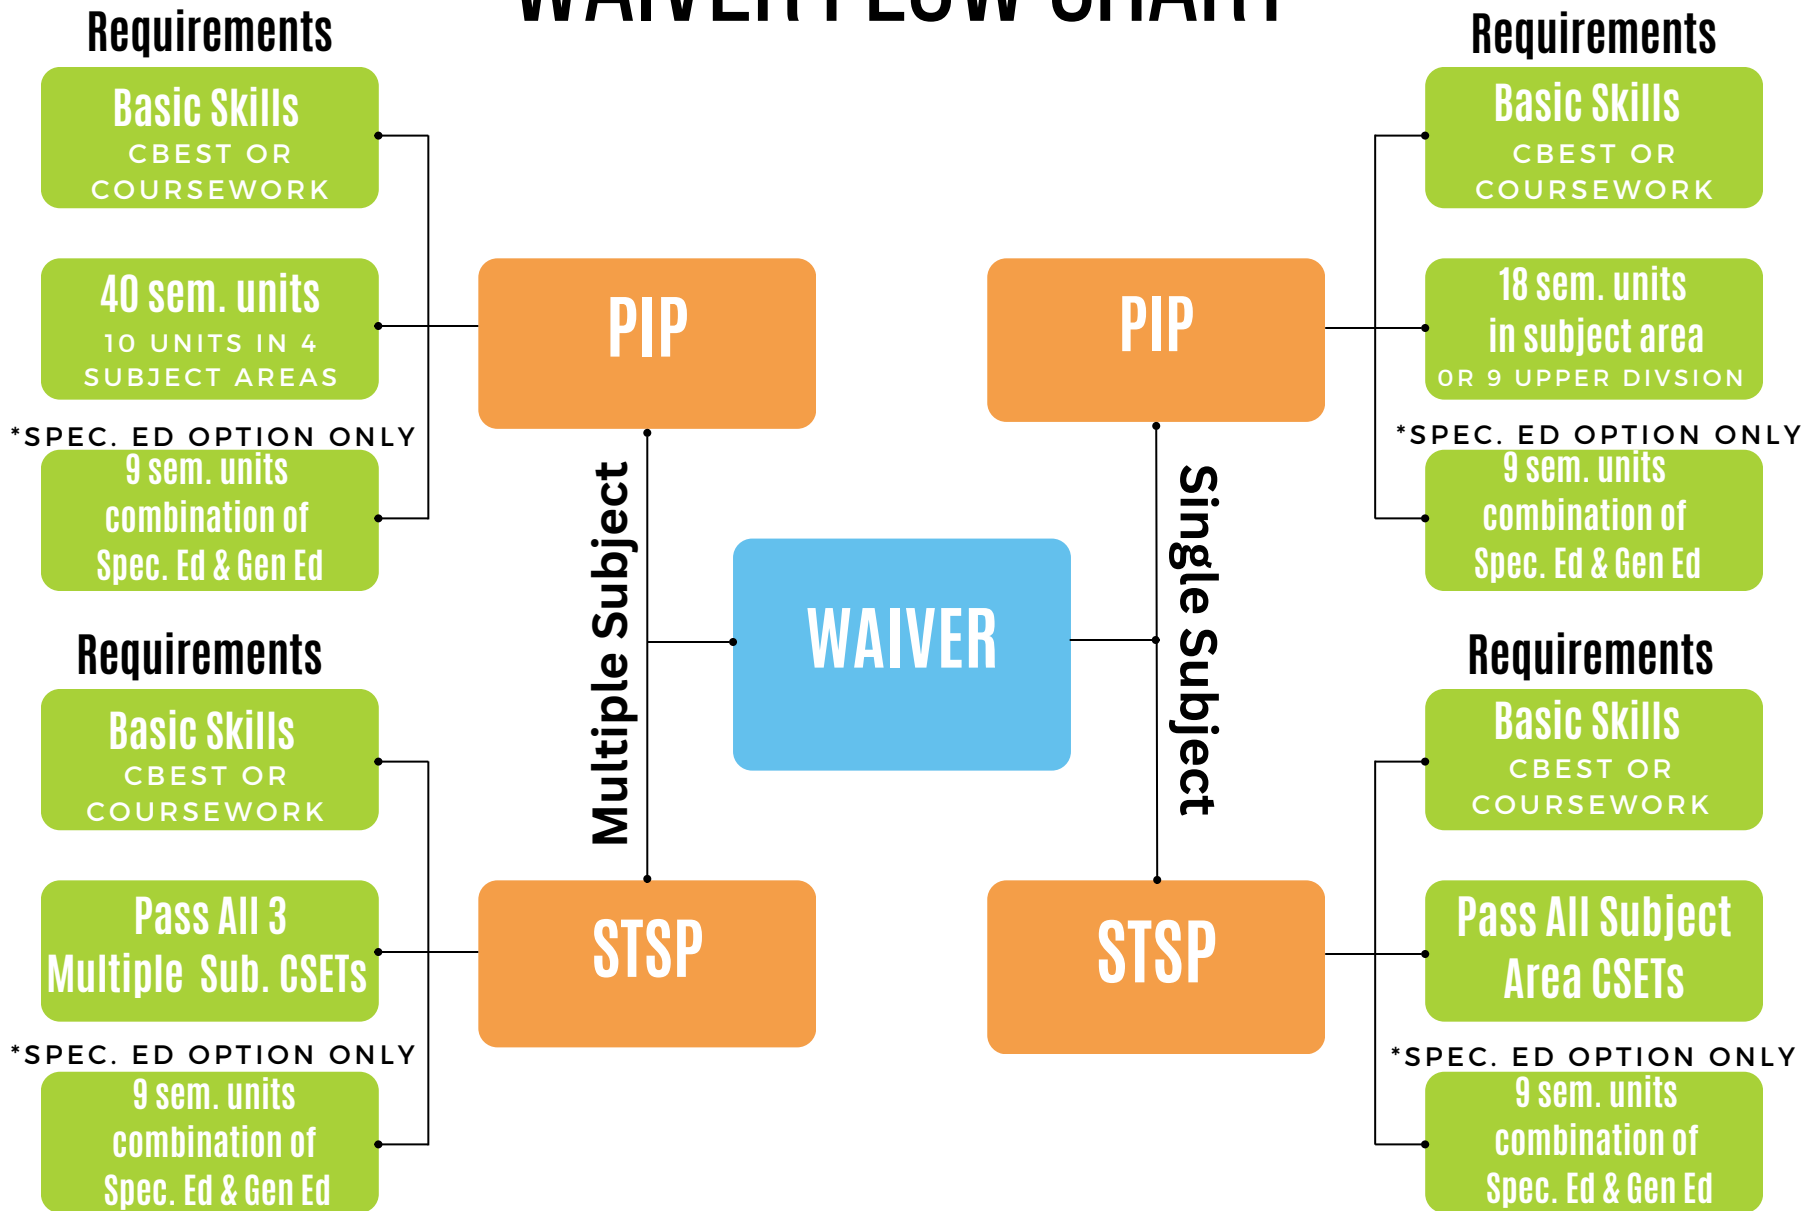 WAIVER FLOW CHART
Requirements
Basic Skills
CBEST OR
COURSEWORK
40 sem. units
10 UNITS IN 4
SUBJECT AREAS
*SPEC. ED OPTION ONLY
9 sem. units
combination of
Spec. Ed & Gen Ed
Requirements
Basic Skills
CBEST OR
COURSEWORK
Pass All 3
Multiple Sub. CSETs
*SPEC. ED OPTION ONLY
9 sem. units
combination of
Spec. Ed & Gen Ed
PIP
Multiple Subject
STSP
WAIVER
PIP
Single Subject
STSP
Requirements
Basic Skills
CBEST OR
COURSEWORK
18 sem. units
in subject area
OR 9 UPPER DIVSION
*SPEC. ED OPTION ONLY
9 sem. units
combination of
Spec. Ed & Gen Ed
Requirements
Basic Skills
CBEST OR
COURSEWORK
Pass All Subject
Area CSETs
*SPEC. ED OPTION ONLY
9 sem. units
combination of
Spec. Ed & Gen Ed